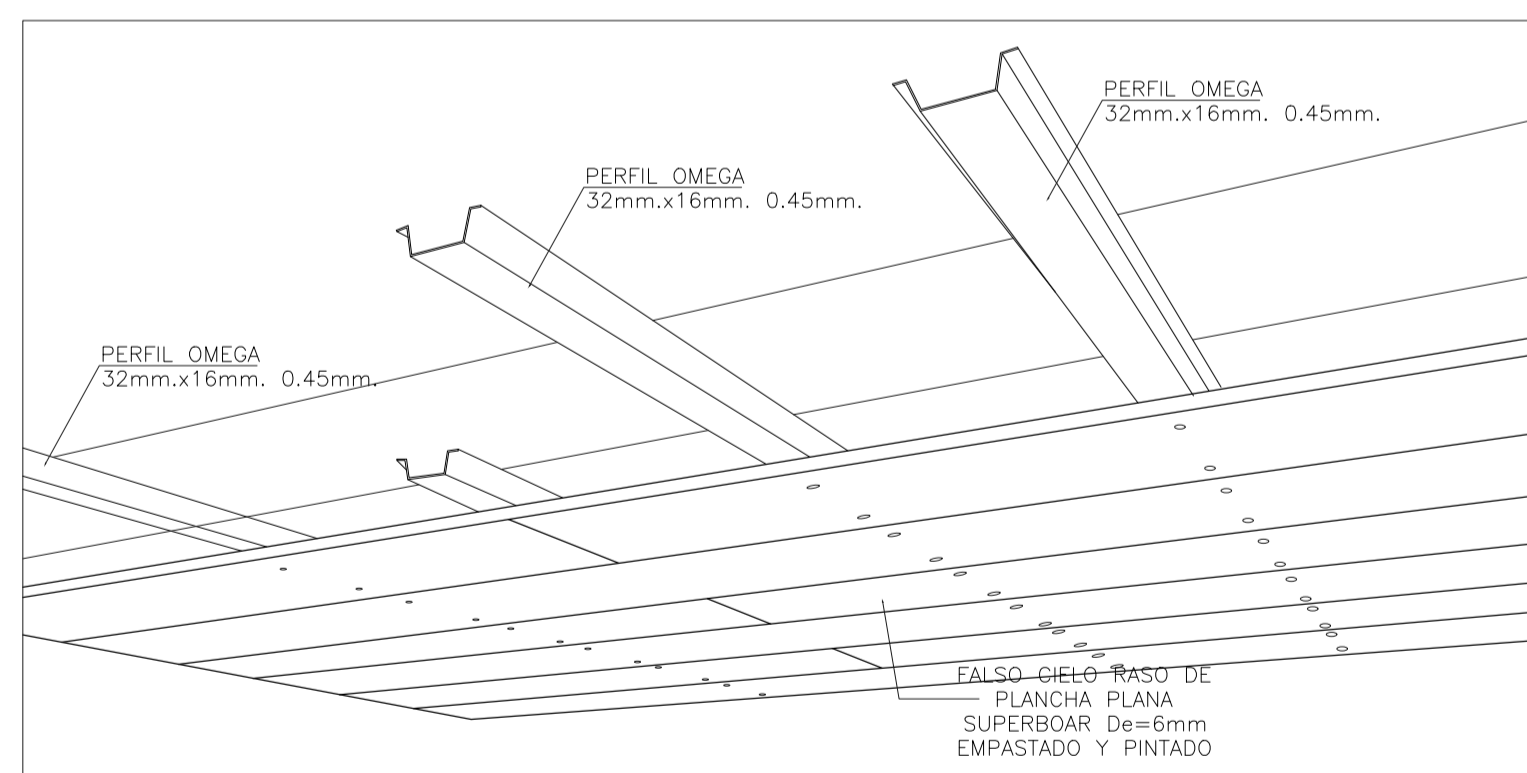 PERFIL OMEGA
32mm.x16mm. 0.45mm.
PERFIL OMEGA
32mm.x16mm. 0.45mm.
PERFIL OMEGA
32mm.x16mm. 0.45mm.
FALSO CIELO RASO DE
PLANCHA PLANA
SUPERBOAR De=6mm
EMPASTADO Y PINTADO